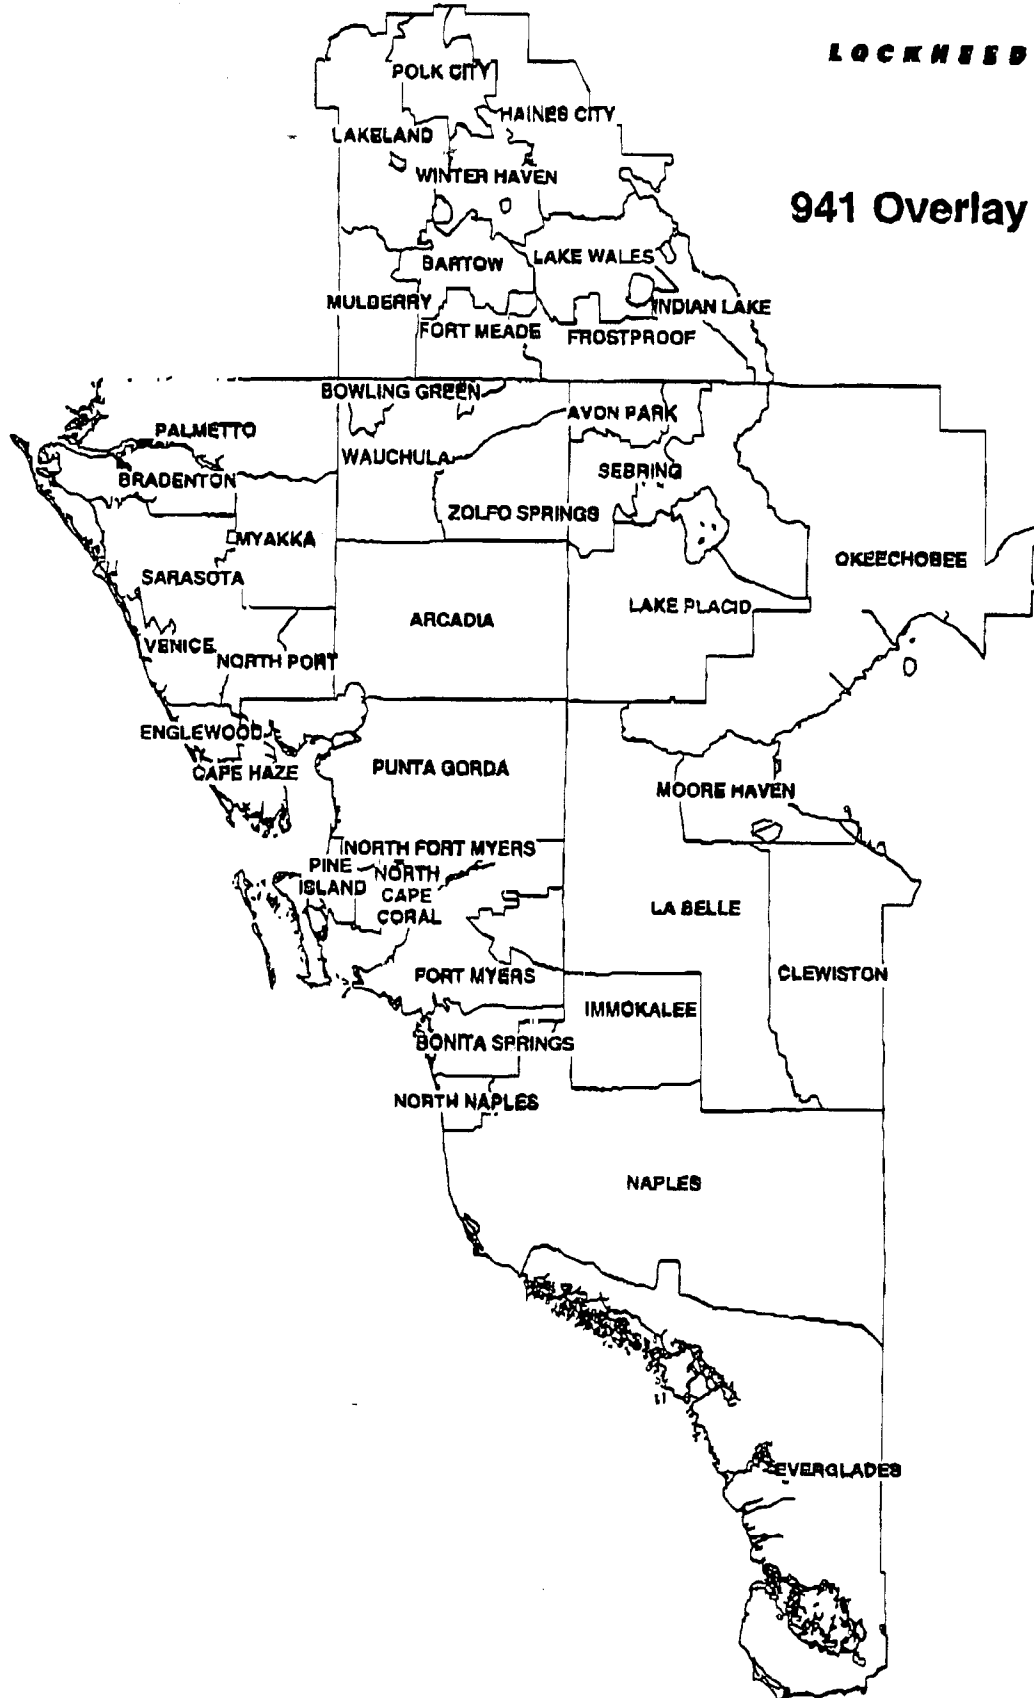 LOCKHEED
POLK CITY
HAINES CITY
LAKELAND
WINTER HAVEN
941 Overlay
LAKE WALES
BARTOW
MULBERRY
INDIAN LAKE
FORT MEADE
FROSTPROOF
BOWLING GREEN
AVON PARK
PALMETTO
WAUCHULA
SEBRING
BRADENTON
ZOLFO SPRINGS
MYAKKA
OKEECHOBEE
SARASOTA
LAKE PLACID
ARCADIA
VENICE
NORTH PORT
ENGLEWOOD
PUNTA GORDA
CAPE HAZE
MOORE HAVEN
NORTH FORT MYERS
PINE
ISLAND
NORTH
CAPE
CORAL
LA BELLE
FORT MYERS
CLEWISTON
IMMOKALEE
BONITA SPRINGS
NORTH NAPLES
NAPLES
EVERGLADES